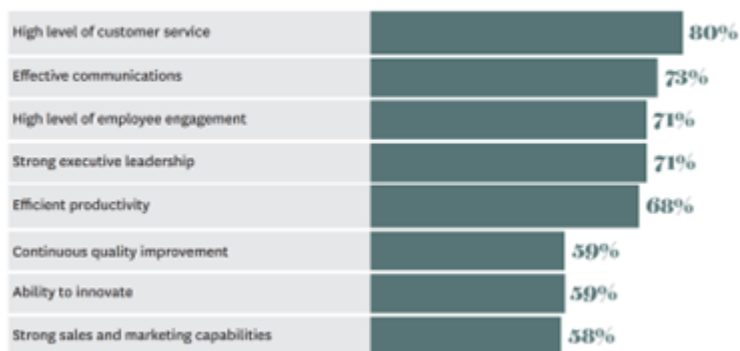 High level of customer service 80%
Effective communications 73%
High level of employee engagement 71%
Strong executive leadership 71%
Efficient productivity 68%
Continuous quality improvement 59%
Ability to innovate 59%
Strong sales and marketing capabilities 58%